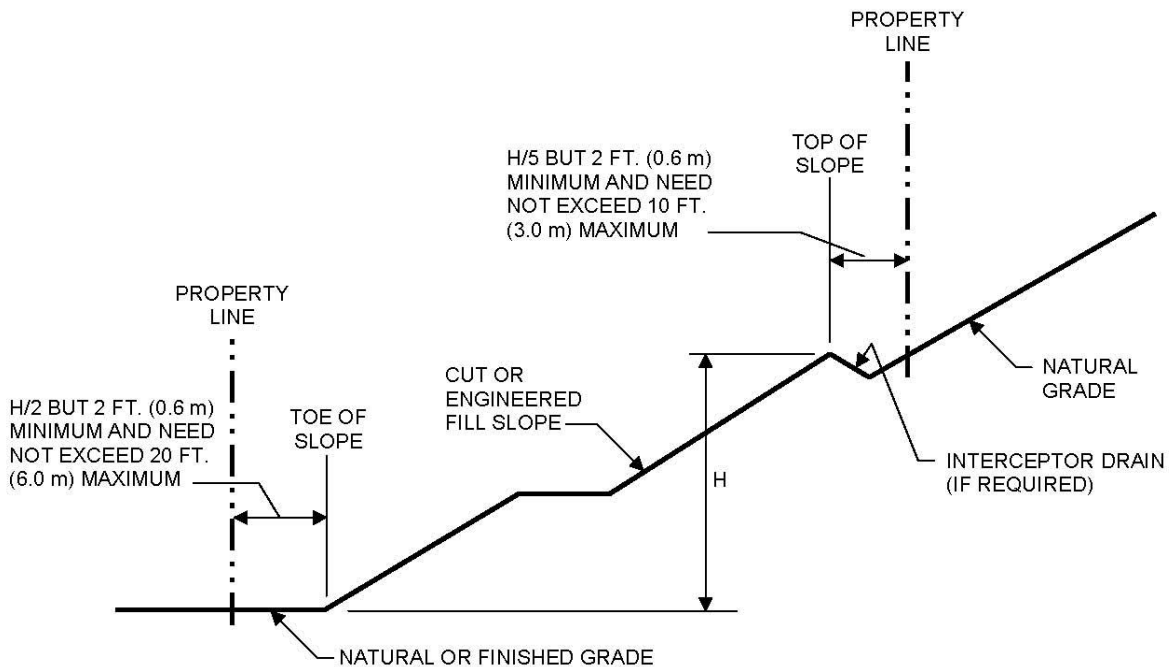 PROPERTY
LINE
H/5 BUT 2 FT. (0.6 m)
MINIMUM AND NEED
NOT EXCEED 10 FT.
(3.0 m) MAXIMUM
TOP OF
SLOPE
PROPERTY
LINE
H/2 BUT 2 FT. (0.6 m)
MINIMUM AND NEED
NOT EXCEED 20 FT.
(6.0 m) MAXIMUM
TOE OF
SLOPE
CUT OR
ENGINEERED
FILL SLOPE
NATURAL
GRADE
H
INTERCEPTOR DRAIN
(IF REQUIRED)
NATURAL OR FINISHED GRADE